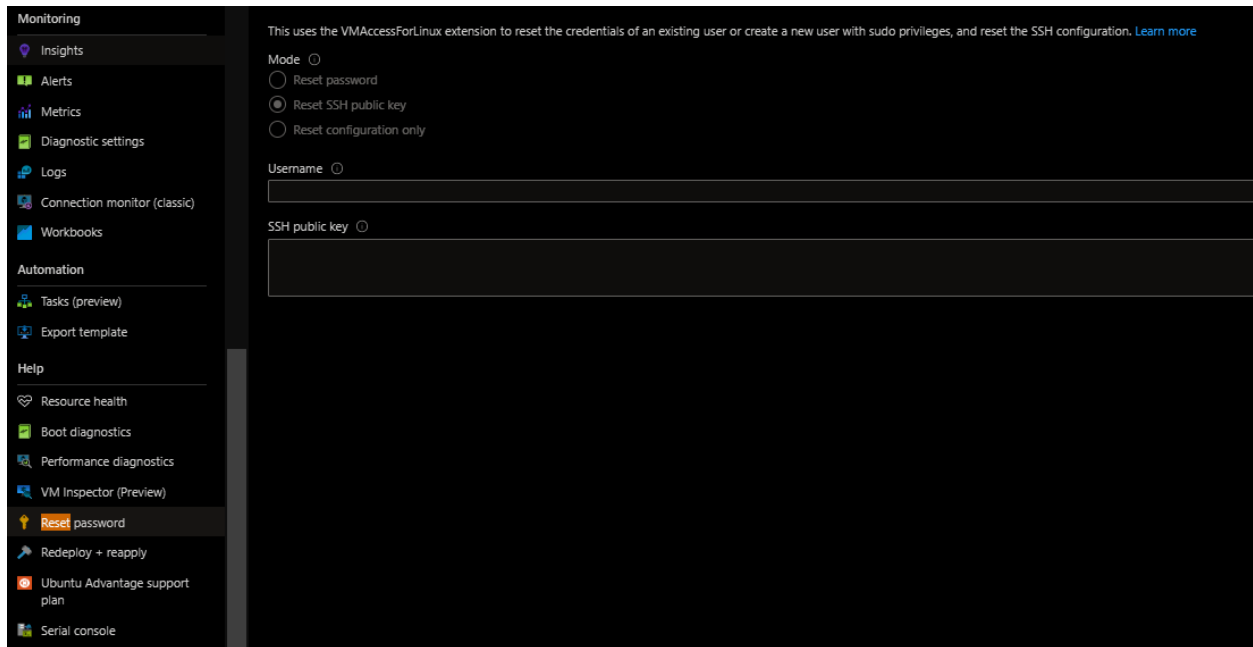 Monitoring
Insights
Alerts
Metrics
Diagnostic settings
Logs
Connection monitor (classic)
Workbooks
Automation
Tasks (preview)
Export template
Help
Resource health
Boot diagnostics
Performance diagnostics
VM Inspector (Preview)
Reset password
Redeploy + reapply
Ubuntu Advantage support
plan
Serial console
This uses the VMAccessForLinux extension to reset the credentials of an existing user or create a new user with sudo privileges, and reset the SSH configuration. Learn more
Mode
Reset password
Reset SSH public key
Reset configuration only
Username
SSH public key